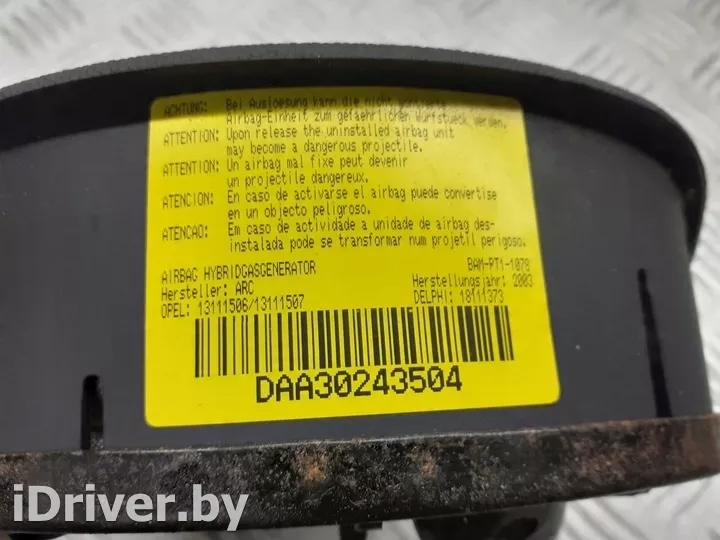 ACHTUNG: Bei Ausloesung kann die nicht montierte
Airbag-Einheit zum gefaehrlichen Wurfstueck werden.
ATTENTION: Upon release the uninstalled airbag unit
may become a dangerous projectile.
ATTENTION: Un airbag mal fixe peut devenir
un projectile dangereux.
ATENCION: En caso de activarse el airbag puede convertise
en un objecto peligroso.
ATENCAO: Em caso de actividade a unidade de airbag des-
instalada pode se transformar num projetil perigoso.
AIRBAG HYBRIDGASGENERATOR BAM-PT1-1078
Hersteller: ARC Herstellungsjahr: 2003
OPEL: 13111506/13111507 DELPHI: 18111373
DAA30243504
iDriver.by